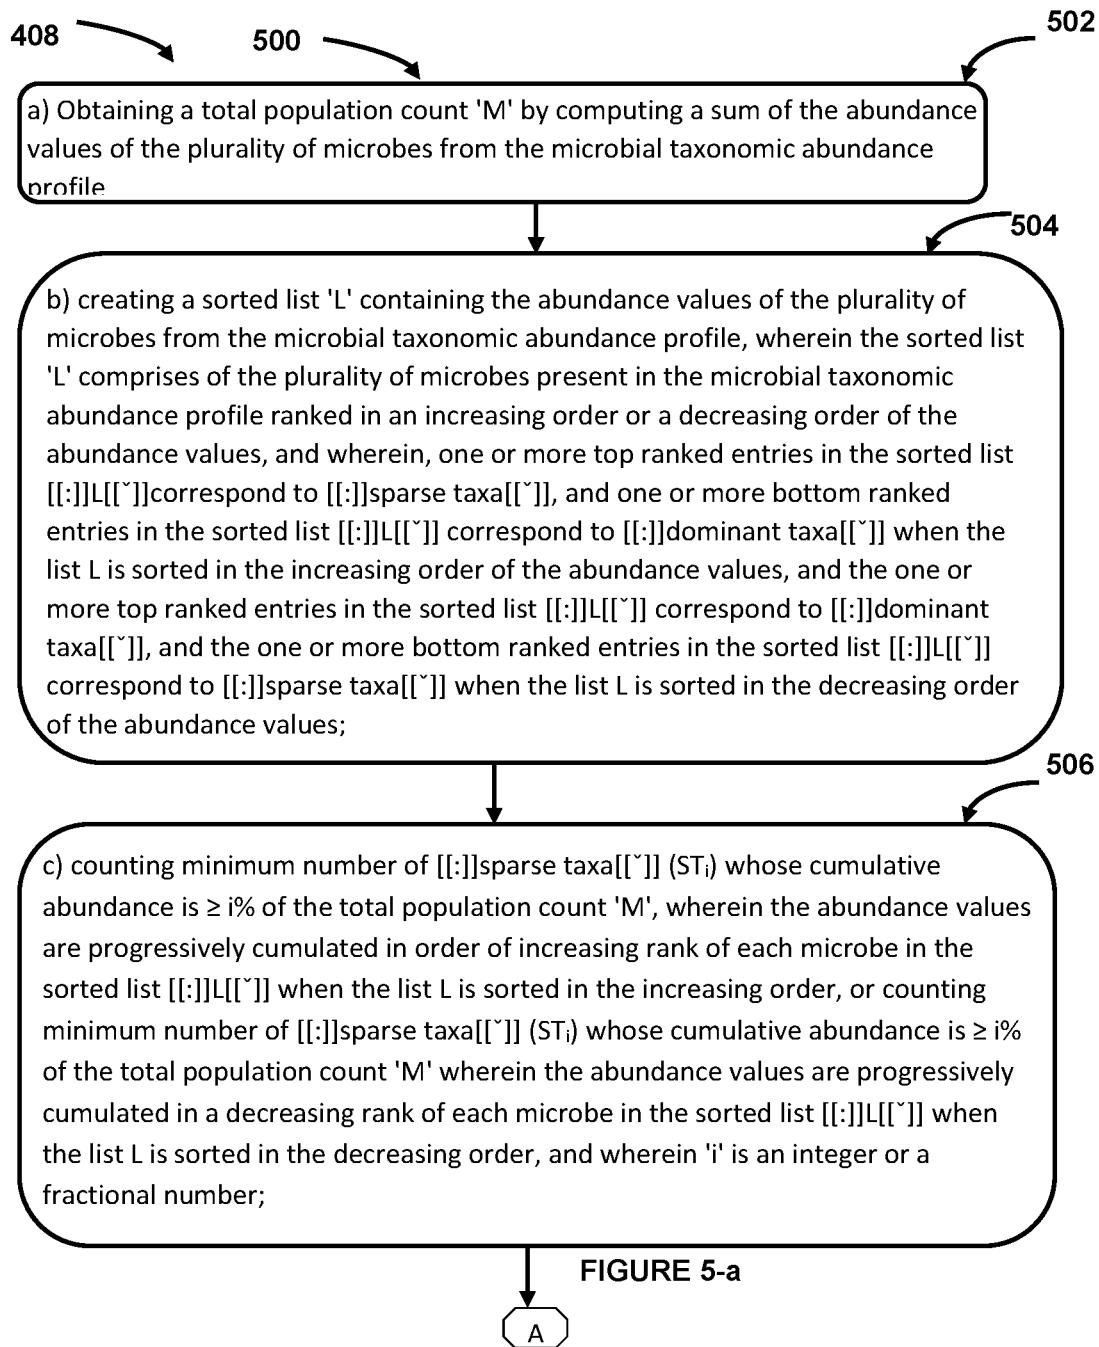 408
500
502
a) Obtaining a total population count 'M' by computing a sum of the abundance
values of the plurality of microbes from the microbial taxonomic abundance
profile
504
b) creating a sorted list 'L' containing the abundance values of the plurality of
microbes from the microbial taxonomic abundance profile, wherein the sorted list
'L' comprises of the plurality of microbes present in the microbial taxonomic
abundance profile ranked in an increasing order or a decreasing order of the
abundance values, and wherein, one or more top ranked entries in the sorted list
[[:]]L[[˘]]correspond to [[:]]sparse taxa[[˘]], and one or more bottom ranked
entries in the sorted list [[:]]L[[˘]] correspond to [[:]]dominant taxa[[˘]] when the
list L is sorted in the increasing order of the abundance values, and the one or
more top ranked entries in the sorted list [[:]]L[[˘]] correspond to [[:]]dominant
taxa[[˘]], and the one or more bottom ranked entries in the sorted list [[:]]L[[˘]]
correspond to [[:]]sparse taxa[[˘]] when the list L is sorted in the decreasing order
of the abundance values;
506
c) counting minimum number of [[:]]sparse taxa[[˘]] (STᵢ) whose cumulative
abundance is ≥ i% of the total population count 'M', wherein the abundance values
are progressively cumulated in order of increasing rank of each microbe in the
sorted list [[:]]L[[˘]] when the list L is sorted in the increasing order, or counting
minimum number of [[:]]sparse taxa[[˘]] (STᵢ) whose cumulative abundance is ≥ i%
of the total population count 'M' wherein the abundance values are progressively
cumulated in a decreasing rank of each microbe in the sorted list [[:]]L[[˘]] when
the list L is sorted in the decreasing order, and wherein 'i' is an integer or a
fractional number;
FIGURE 5-a
A